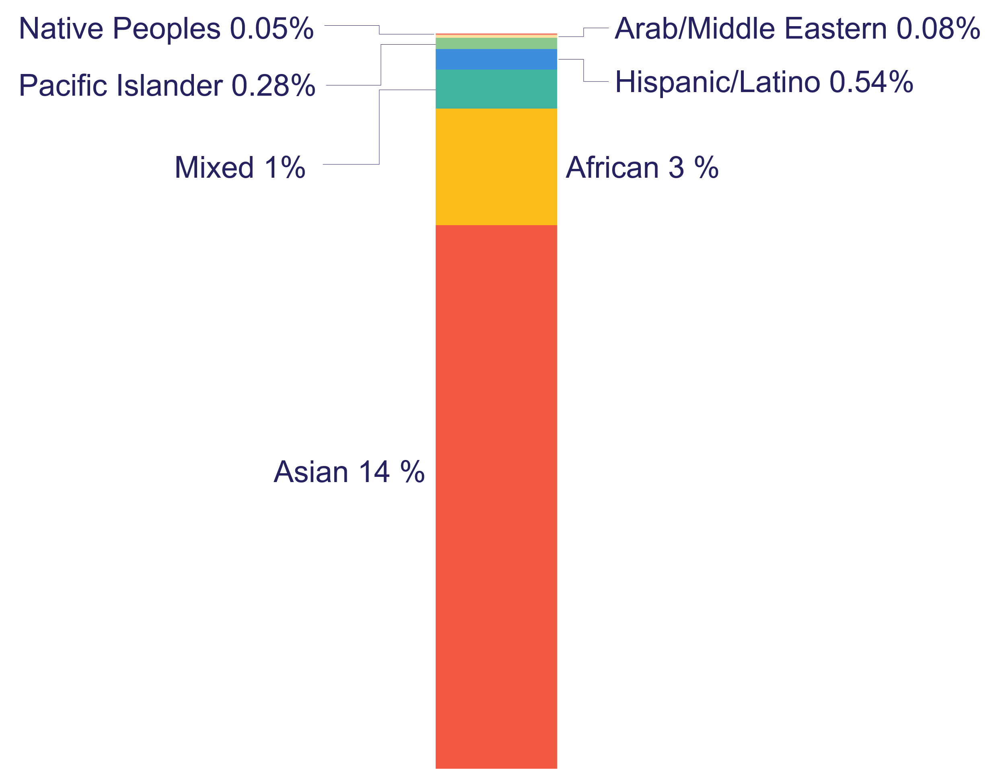 Native Peoples 0.05%
Arab/Middle Eastern 0.08%
Pacific Islander 0.28%
Hispanic/Latino 0.54%
Mixed 1%
African 3 %
Asian 14 %